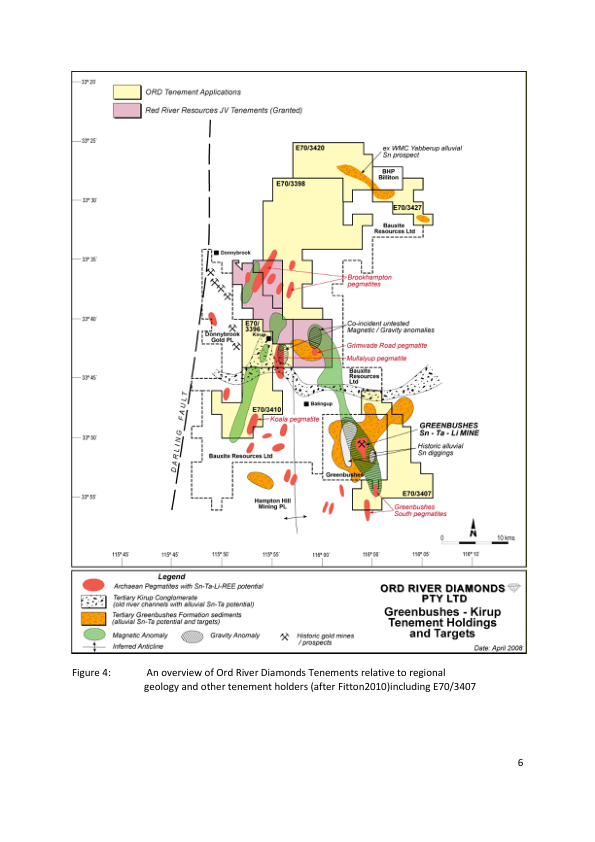 33° 20'
ORD Tenement Applications
Red River Resources JV Tenements (Granted)
33° 25'
E70/3420
ex WMC Yabberup alluvial
Sn prospect
BHP
Billiton
E70/3398
33° 30'
E70/3427
Bauxite
Resources Ltd
Donnybrook
33° 35'
Brookhampton
pegmatites
33° 40'
E70/
3396
Kirup
Donnybrook
Gold PL
Co-incident untested
Magnetic / Gravity anomalies
Grimwade Road pegmatite
Mullalyup pegmatite
33° 45'
Bauxite
Resources
Ltd
Balingup
E70/3410
Koala pegmatite
DARLING FAULT
GREENBUSHES
Sn - Ta - Li MINE
Historic alluvial
Sn diggings
33° 50'
Bauxite Resources Ltd
Greenbushes
33° 55'
Hampton Hill
Mining PL
E70/3407
Greenbushes
South pegmatites
N
0 10 kms
115° 45' 115° 50' 115° 55' 116° 00' 116° 05' 116° 10'
Legend
Archaean Pegmatites with Sn-Ta-Li-REE potential
Tertiary Kirup Conglomerate
(old river channels with alluvial Sn-Ta potential)
Tertiary Greenbushes Formation sediments
(alluvial Sn-Ta potential and targets)
Magnetic Anomaly
Gravity Anomaly
Historic gold mines
/ prospects
Inferred Anticline
ORD RIVER DIAMONDS
PTY LTD
Greenbushes - Kirup
Tenement Holdings
and Targets
Date: April 2008
Figure 4: An overview of Ord River Diamonds Tenements relative to regional
geology and other tenement holders (after Fitton2010)including E70/3407
6